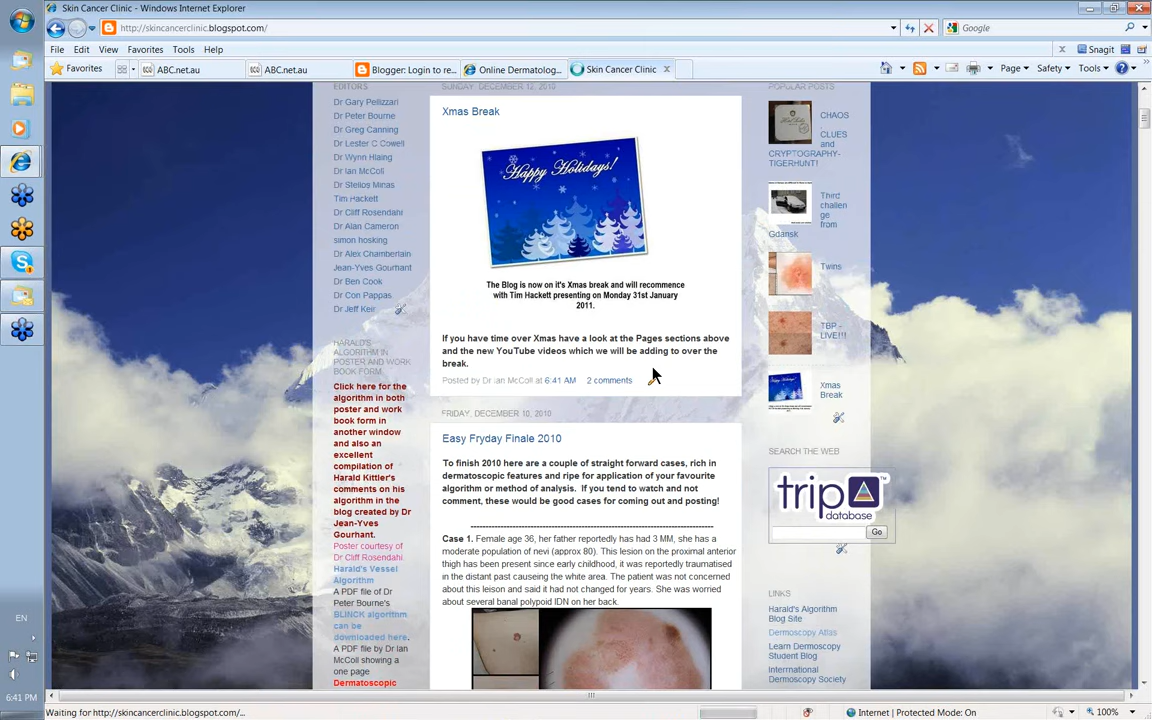 Skin Cancer Clinic - Windows Internet Explorer
http://skincancerclinic.blogspot.com/
Google
File Edit View Favorites Tools Help
Snagit
Favorites
ABC.net.au
ABC.net.au
Blogger: Login to re...
Online Dermatolog...
Skin Cancer Clinic
Page
Safety
Tools
EDITORS
Dr Gary Pellizzari
Dr Peter Bourne
Dr Greg Canning
Dr Lester C Cowell
Dr Wynn Hlaing
Dr Ian McColl
Dr Stelios Minas
Tim Hackett
Dr Cliff Rosendahl
Dr Alan Cameron
simon hosking
Dr Alex Chamberlain
Jean-Yves Gourhant
Dr Ben Cook
Dr Con Pappas
Dr Jeff Keir
HARALD'S
ALGORITHM IN
POSTER AND WORK
BOOK FORM
Click here for the
algorithm in both
poster and work
book form in
another window
and also an
excellent
compilation of
Harald Kittler's
comments on his
algorithm in the
blog created by Dr
Jean-Yves
Gourhant.
Poster courtesy of
Dr Cliff Rosendahl
Harald's Vessel
Algorithm
A PDF file of Dr
Peter Bourne's
BLINCK algorithm
can be
downloaded here.
A PDF file by Dr Ian
McColl showing a
one page
Dermatoscopic
SUNDAY, DECEMBER 12, 2010
Xmas Break
Happy Holidays!
The Blog is now on it's Xmas break and will recommence
with Tim Hackett presenting on Monday 31st January
2011.
If you have time over Xmas have a look at the Pages sections above
and the new YouTube videos which we will be adding to over the
break.
Posted by Dr Ian McColl at 6:41 AM 2 comments
FRIDAY, DECEMBER 10, 2010
Easy Fryday Finale 2010
To finish 2010 here are a couple of straight forward cases, rich in
dermatoscopic features and ripe for application of your favourite
algorithm or method of analysis. If you tend to watch and not
comment, these would be good cases for coming out and posting!
Case 1. Female age 36, her father reportedly has had 3 MM, she has a
moderate population of nevi (approx 80). This lesion on the proximal anterior
thigh has been present since early childhood, it was reportedly traumatised
in the distant past causeing the white area. The patient was not concerned
about this leison and said it had not changed for years. She was worried
about several banal polypoid IDN on her back.
POPULAR POSTS
CHAOS
,
CLUES
and
CRYPTOGRAPHY-
TIGERHUNT!
Third
challen
ge
from
Gdansk
Twins
TBP -
LIVE!!!
Xmas
Break
SEARCH THE WEB
trip
DATABASE
TM
Go
LINKS
Harald's Algorithm
Blog Site
Dermoscopy Atlas
Learn Dermoscopy
Student Blog
International
Dermoscopy Society
EN
6:41 PM
Waiting for http://skincancerclinic.blogspot.com/...
Internet | Protected Mode: On
100%